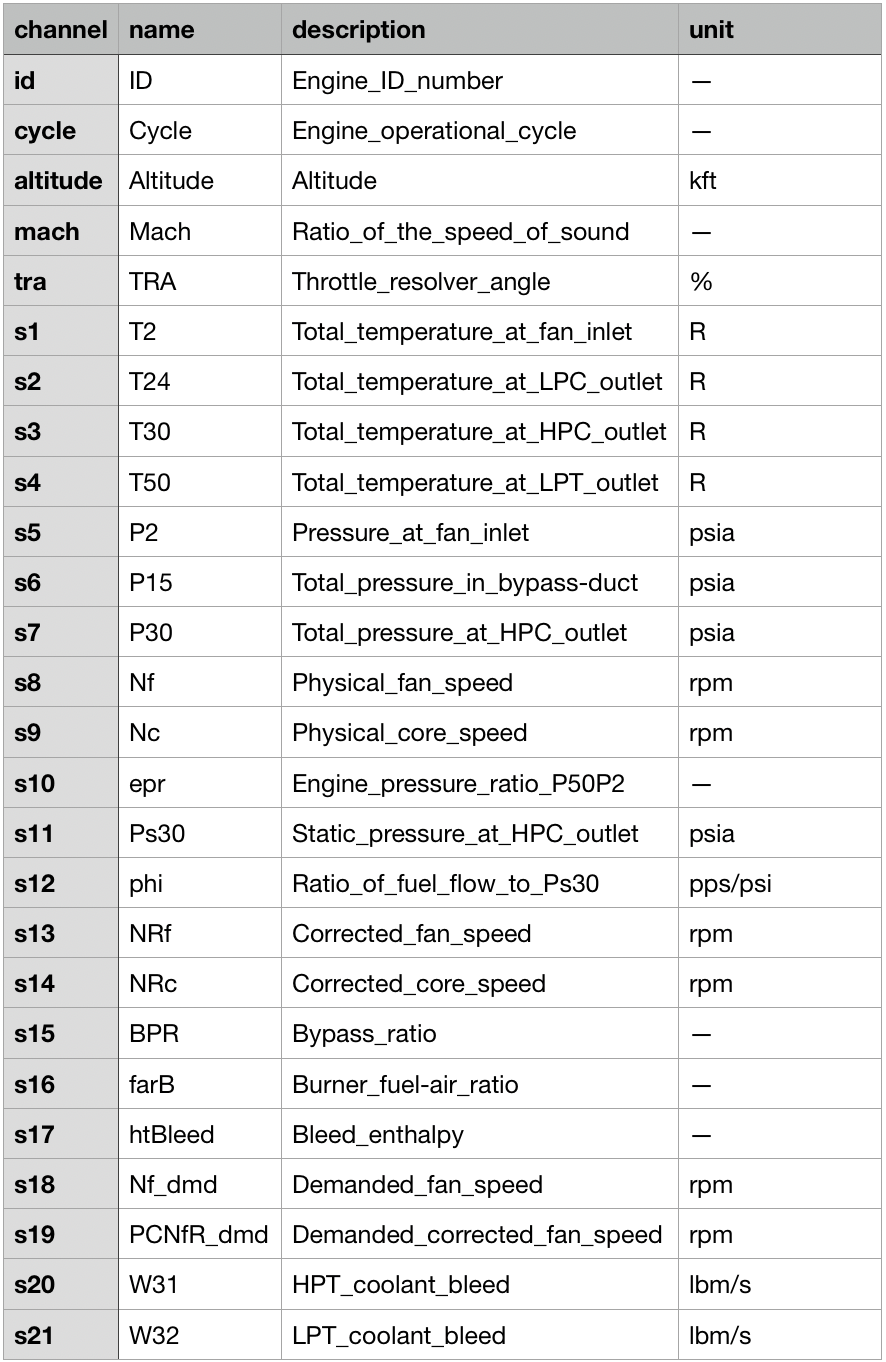 channel name description unit
id ID Engine_ID_number —
cycle Cycle Engine_operational_cycle —
altitude Altitude Altitude kft
mach Mach Ratio_of_the_speed_of_sound —
tra TRA Throttle_resolver_angle %
s1 T2 Total_temperature_at_fan_inlet R
s2 T24 Total_temperature_at_LPC_outlet R
s3 T30 Total_temperature_at_HPC_outlet R
s4 T50 Total_temperature_at_LPT_outlet R
s5 P2 Pressure_at_fan_inlet psia
s6 P15 Total_pressure_in_bypass-duct psia
s7 P30 Total_pressure_at_HPC_outlet psia
s8 Nf Physical_fan_speed rpm
s9 Nc Physical_core_speed rpm
s10 epr Engine_pressure_ratio_P50P2 —
s11 Ps30 Static_pressure_at_HPC_outlet psia
s12 phi Ratio_of_fuel_flow_to_Ps30 pps/psi
s13 NRf Corrected_fan_speed rpm
s14 NRc Corrected_core_speed rpm
s15 BPR Bypass_ratio —
s16 farB Burner_fuel-air_ratio —
s17 htBleed Bleed_enthalpy —
s18 Nf_dmd Demanded_fan_speed rpm
s19 PCNfR_dmd Demanded_corrected_fan_speed rpm
s20 W31 HPT_coolant_bleed lbm/s
s21 W32 LPT_coolant_bleed lbm/s